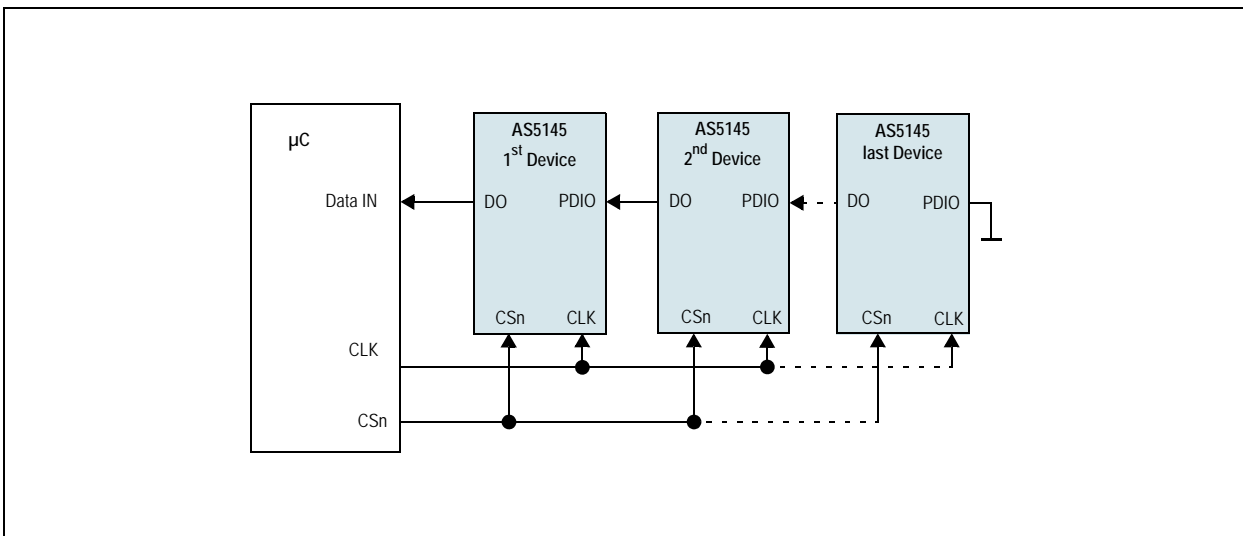 µC
Data IN
CLK
CSn
AS5145
1st Device
DO PDIO
CSn CLK
AS5145
2nd Device
DO PDIO
CSn CLK
AS5145
last Device
DO PDIO
CSn CLK